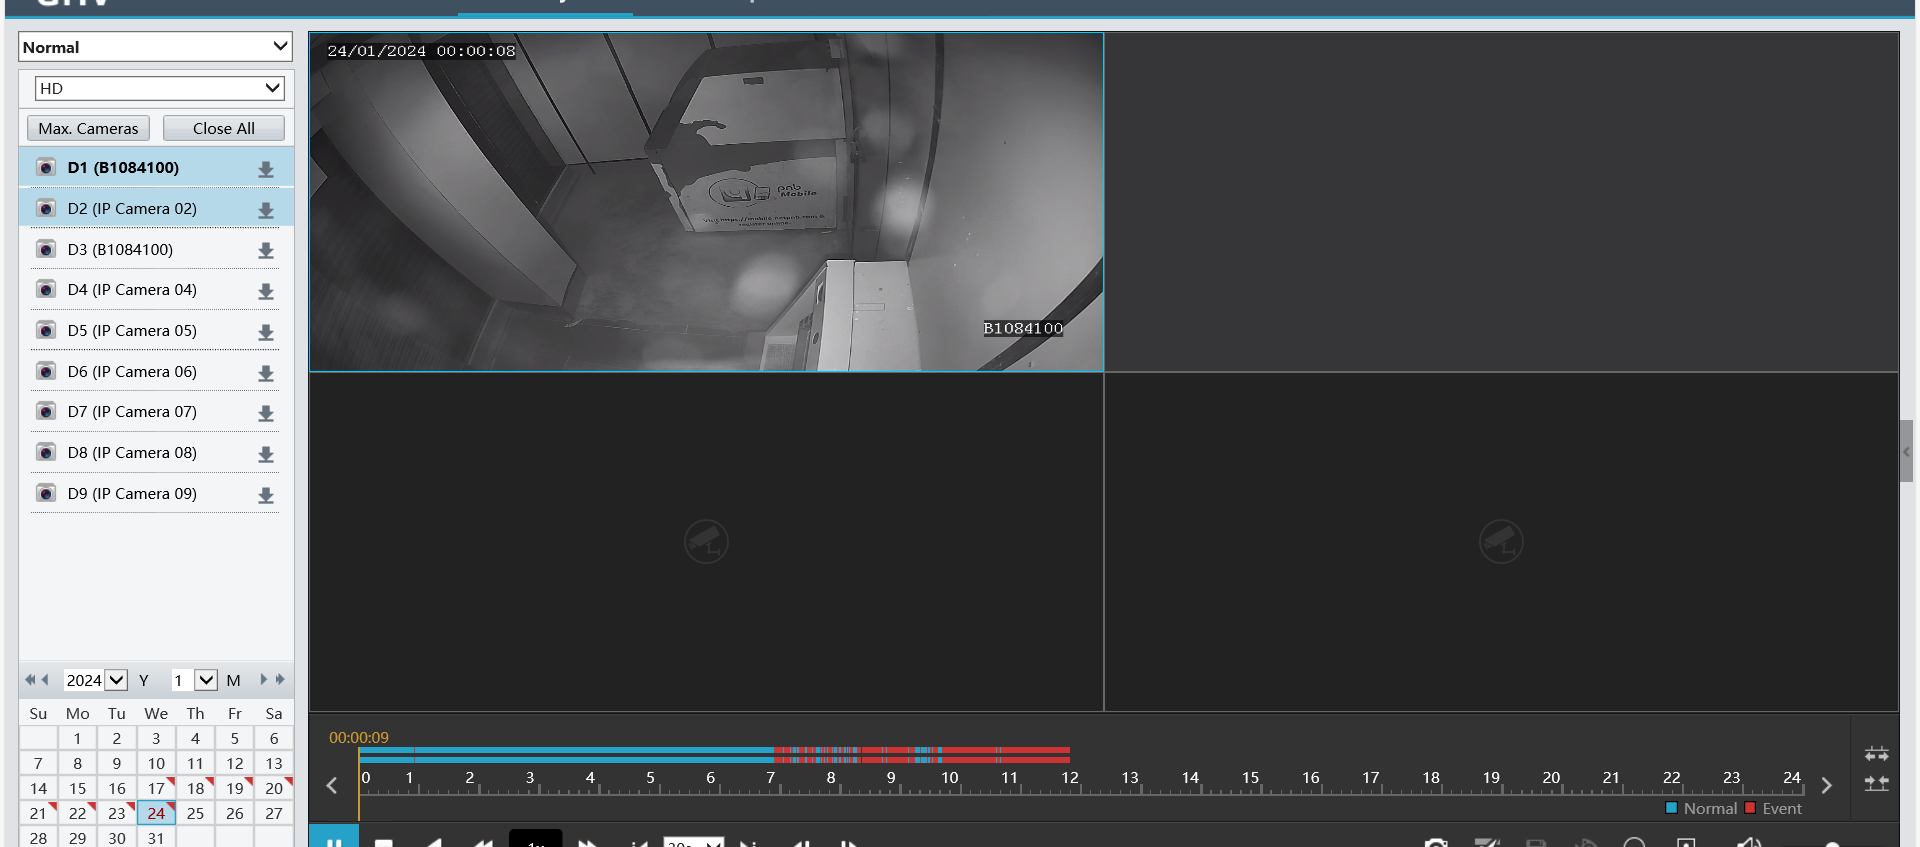 Normal
HD
Max. Cameras Close All
D1 (B1084100)
D2 (IP Camera 02)
D3 (B1084100)
D4 (IP Camera 04)
D5 (IP Camera 05)
D6 (IP Camera 06)
D7 (IP Camera 07)
D8 (IP Camera 08)
D9 (IP Camera 09)
2024 Y 1 M
Su Mo Tu We Th Fr Sa
1 2 3 4 5 6
7 8 9 10 11 12 13
14 15 16 17 18 19 20
21 22 23 24 25 26 27
28 29 30 31
24/01/2024 00:00:08
pnb
Mobile
B1084100
00:00:09
0 1 2 3 4 5 6 7 8 9 10 11 12 13 14 15 16 17 18 19 20 21 22 23 24
Normal Event